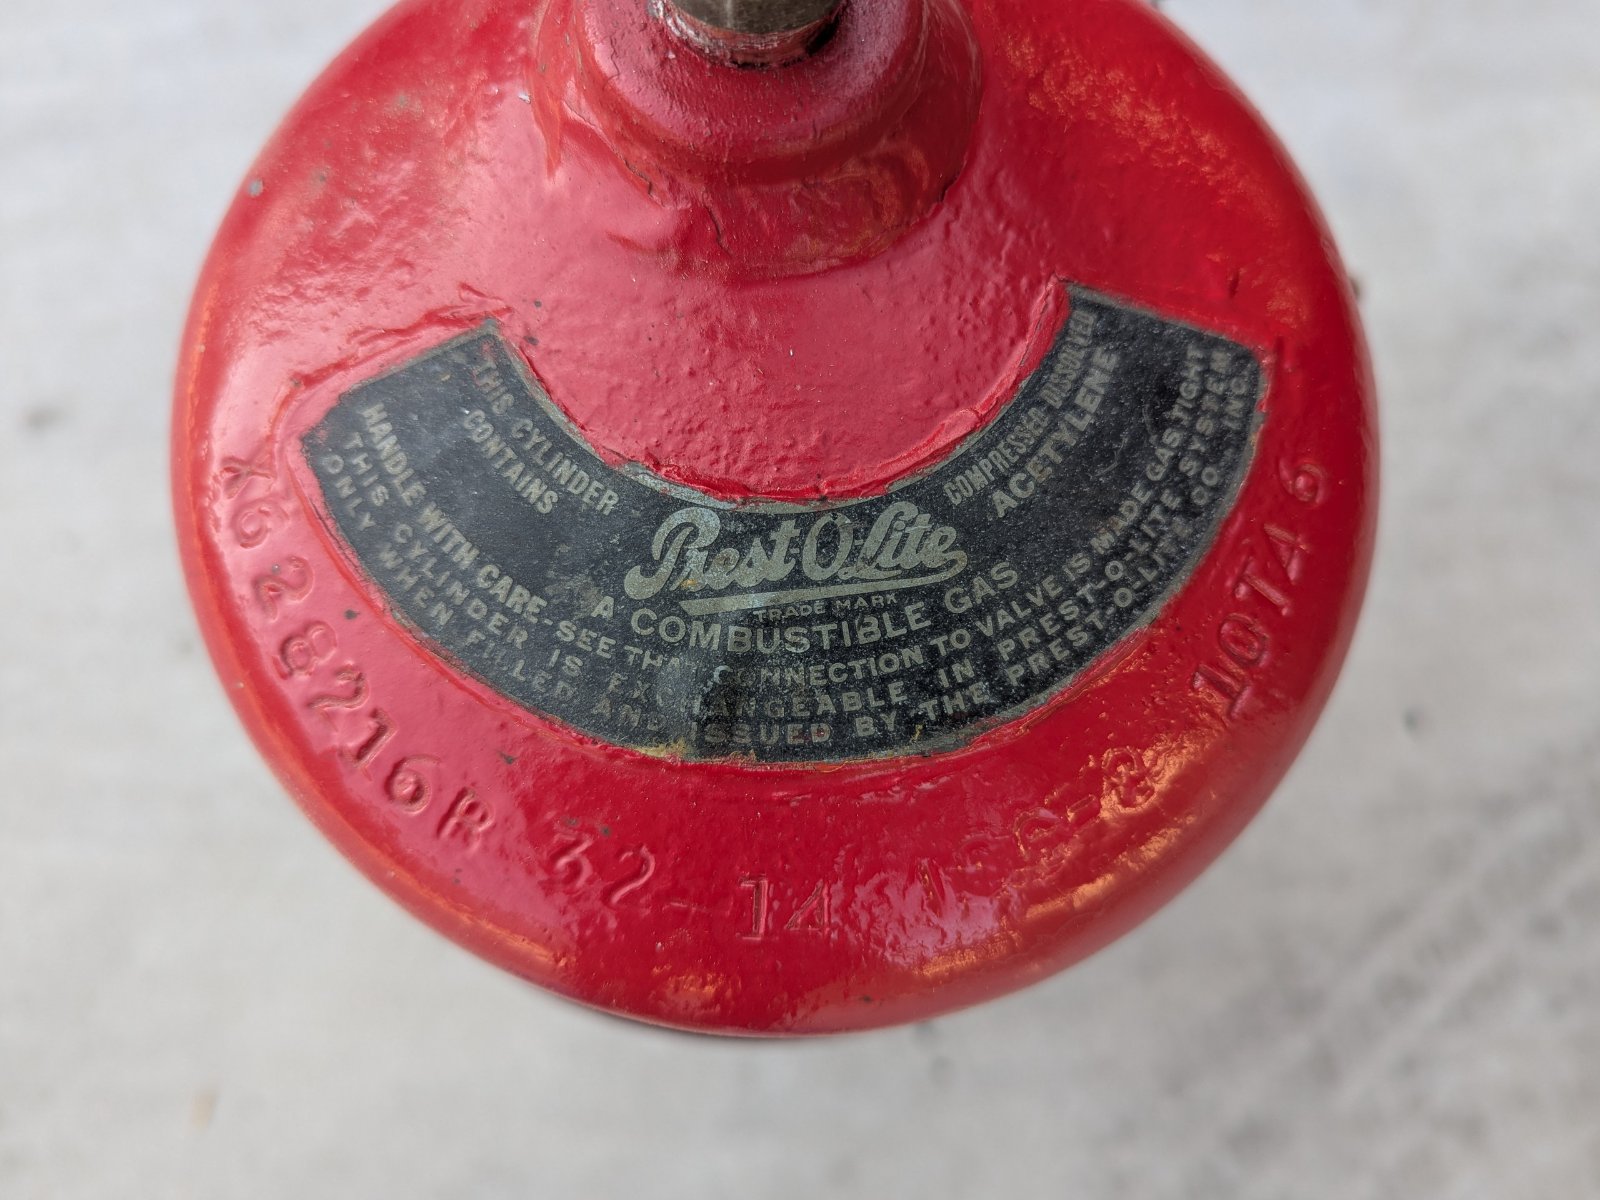 THIS CYLINDER
CONTAINS
Prest-O-Lite
TRADE MARK
COMPRESSED DISSOLVED
ACETYLENE
A COMBUSTIBLE GAS
HANDLE WITH CARE - SEE THAT CONNECTION TO VALVE IS MADE GAS TIGHT
THIS CYLINDER IS EXCHANGEABLE IN PREST-O-LITE SYSTEM
ONLY WHEN FILLED AND ISSUED BY THE PREST-O-LITE CO. INC.
X628216R 32 - 14
10T46